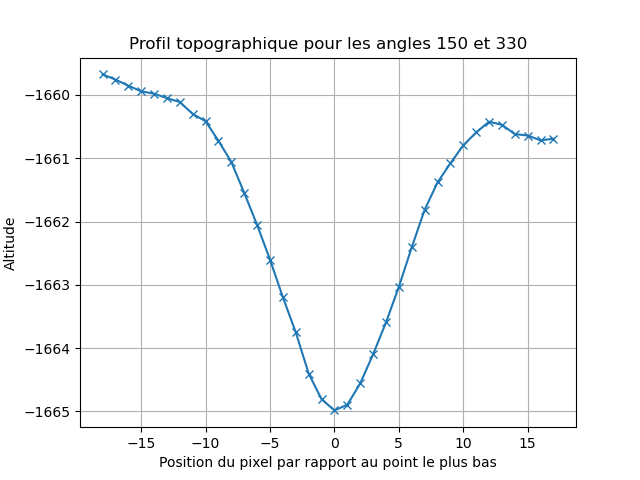 Profil topographique pour les angles 150 et 330
Altitude
−1660
−1661
−1662
−1663
−1664
−1665
−15 −10 −5 0 5 10 15
Position du pixel par rapport au point le plus bas